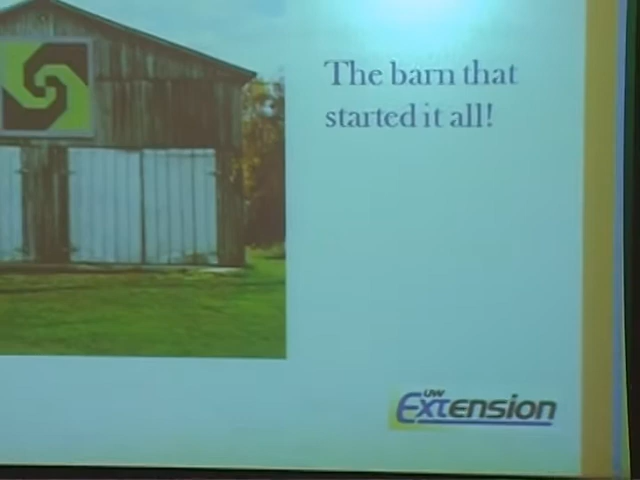 The barn that
started it all!
UW
Extension